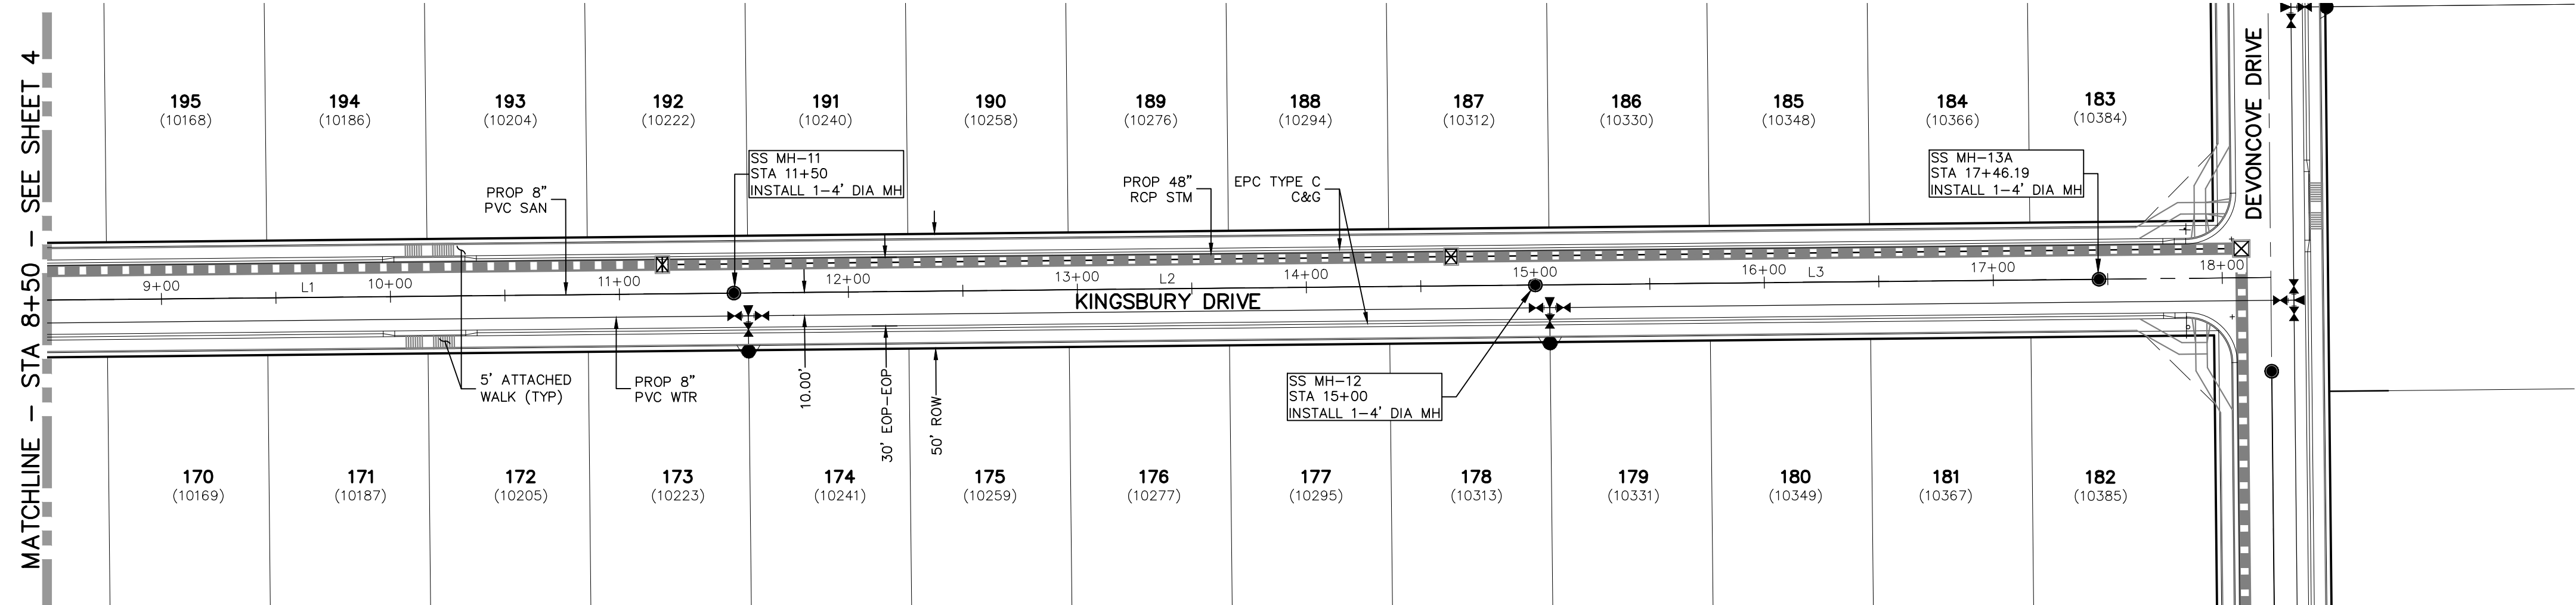 MATCHLINE – STA 8+50 – SEE SHEET 4
195
(10168)
194
(10186)
193
(10204)
192
(10222)
191
(10240)
190
(10258)
189
(10276)
188
(10294)
187
(10312)
186
(10330)
185
(10348)
184
(10366)
183
(10384)
DEVONCOVE DRIVE
PROP 8"
PVC SAN
SS MH–11
STA 11+50
INSTALL 1–4' DIA MH
PROP 48"
RCP STM
EPC TYPE C
C&G
SS MH–13A
STA 17+46.19
INSTALL 1–4' DIA MH
9+00
L1
10+00
11+00
12+00
13+00
L2
14+00
15+00
16+00
L3
17+00
18+00
KINGSBURY DRIVE
5' ATTACHED
WALK (TYP)
PROP 8"
PVC WTR
10.00'
30' EOP–EOP
50' ROW
SS MH–12
STA 15+00
INSTALL 1–4' DIA MH
170
(10169)
171
(10187)
172
(10205)
173
(10223)
174
(10241)
175
(10259)
176
(10277)
177
(10295)
178
(10313)
179
(10331)
180
(10349)
181
(10367)
182
(10385)